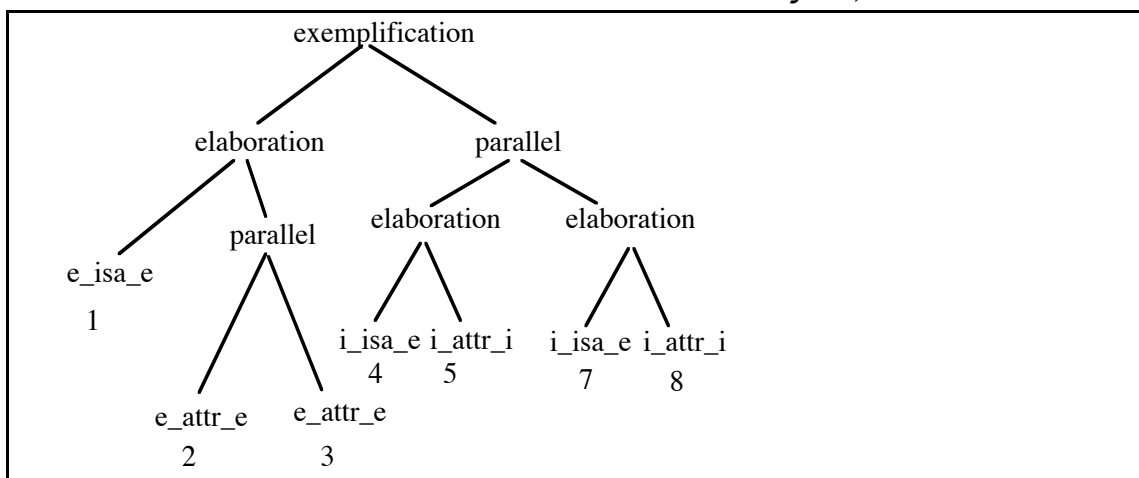 exemplification
elaboration parallel
elaboration elaboration
parallel
e_isa_e
1
i_isa_e i_attr_i i_isa_e i_attr_i
4 5 7 8
e_attr_e e_attr_e
2 3